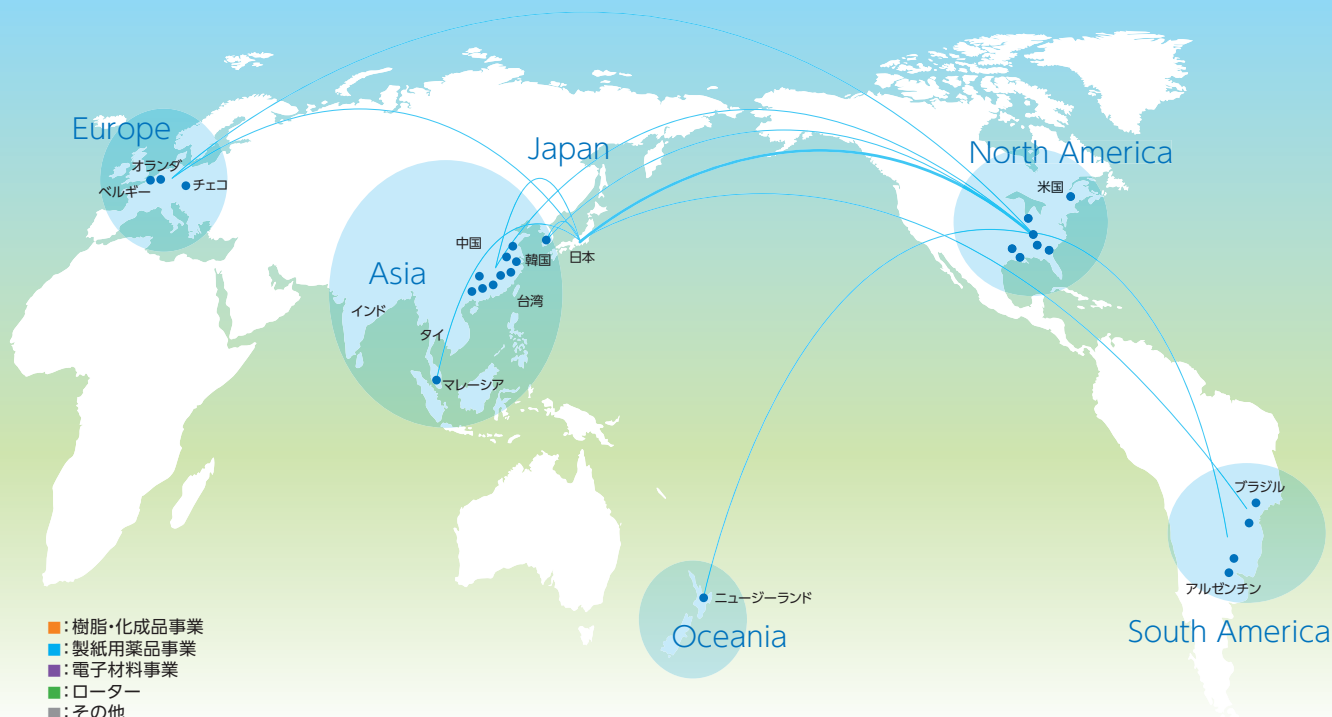 Europe
オランダ
ベルギー
チェコ
Japan
North America
米国
中国
韓国
日本
Asia
台湾
インド
タイ
マレーシア
ブラジル
アルゼンチン
ニュージーランド
Oceania
South America
■:樹脂・化成品事業
■:製紙用薬品事業
■:電子材料事業
■:ローター
■:その他